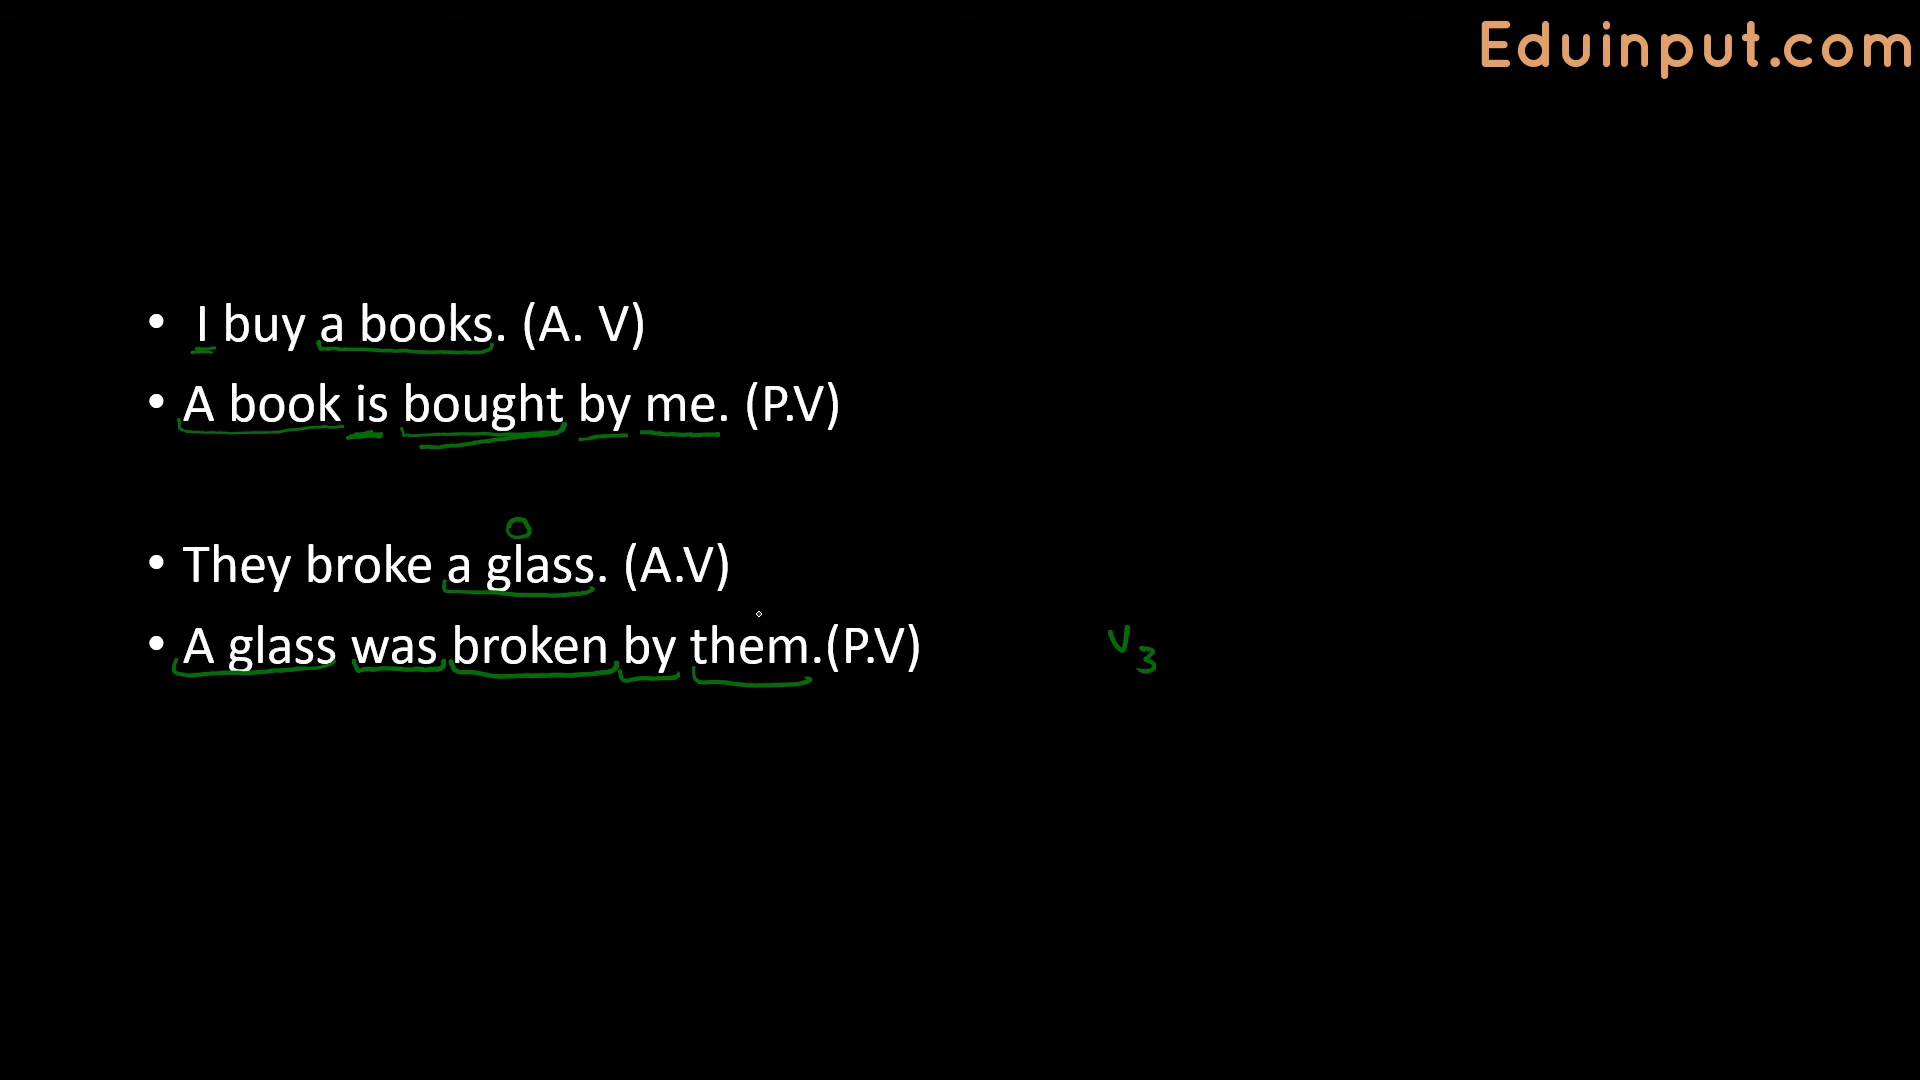 Eduinput.com
• I buy a books. (A. V)
• A book is bought by me. (P.V)
O
• They broke a glass. (A.V)
• A glass was broken by them.(P.V)
V3